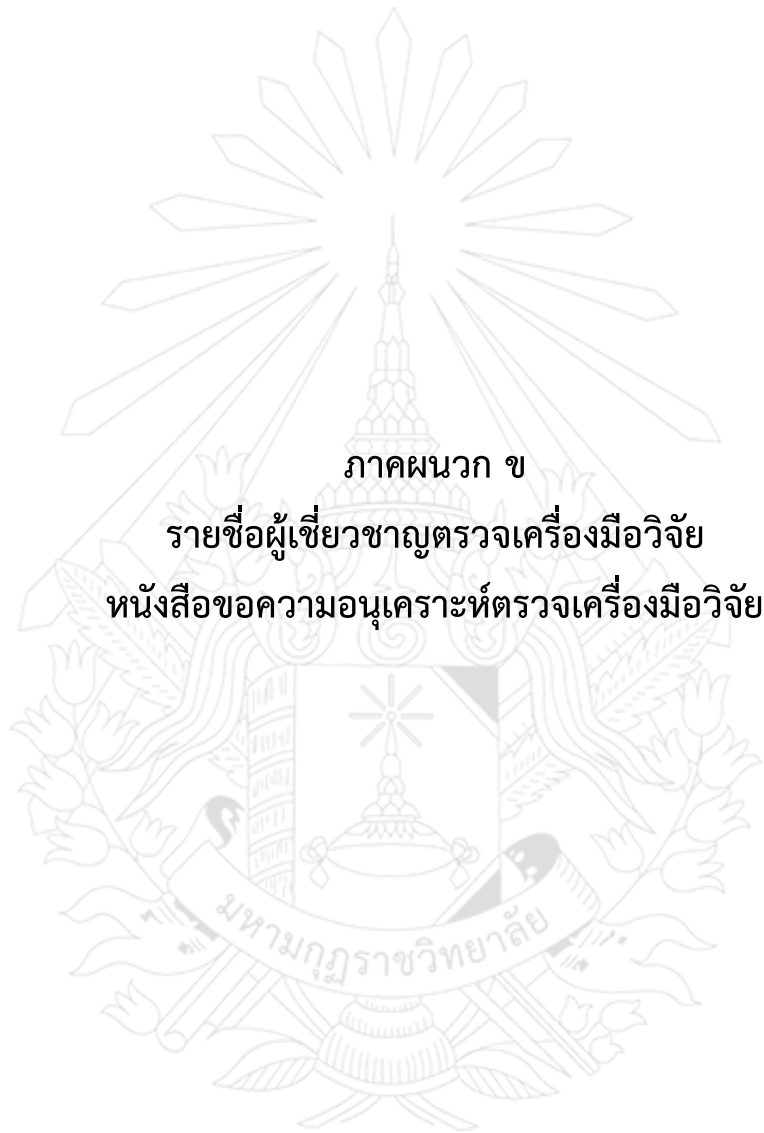 ภาคผนวก ข
รายชื่อผู้เชี่ยวชาญตรวจเครื่องมือวิจัย
หนังสือขอความอนุเคราะห์ตรวจเครื่องมือวิจัย
มหามกุฏราชวิทยาลัย